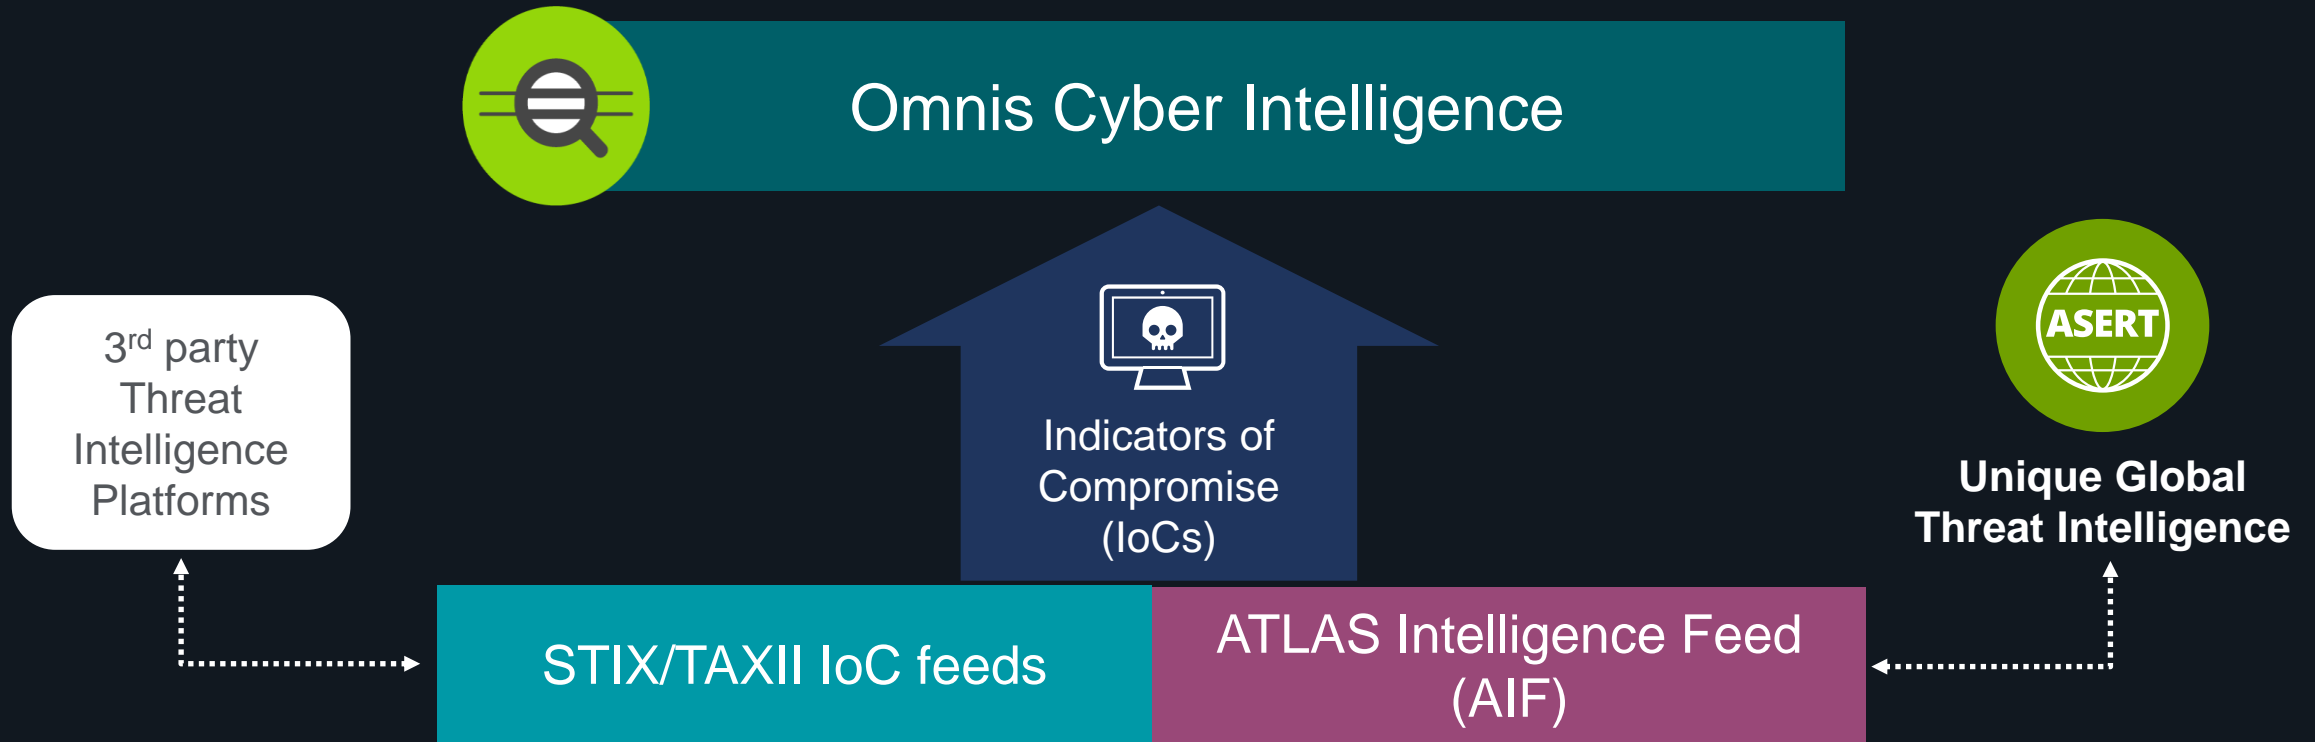 Omnis Cyber Intelligence
3rd party
Threat
Intelligence
Platforms
Indicators of
Compromise
(IoCs)
ASERT
Unique Global
Threat Intelligence
STIX/TAXII IoC feeds
ATLAS Intelligence Feed
(AIF)